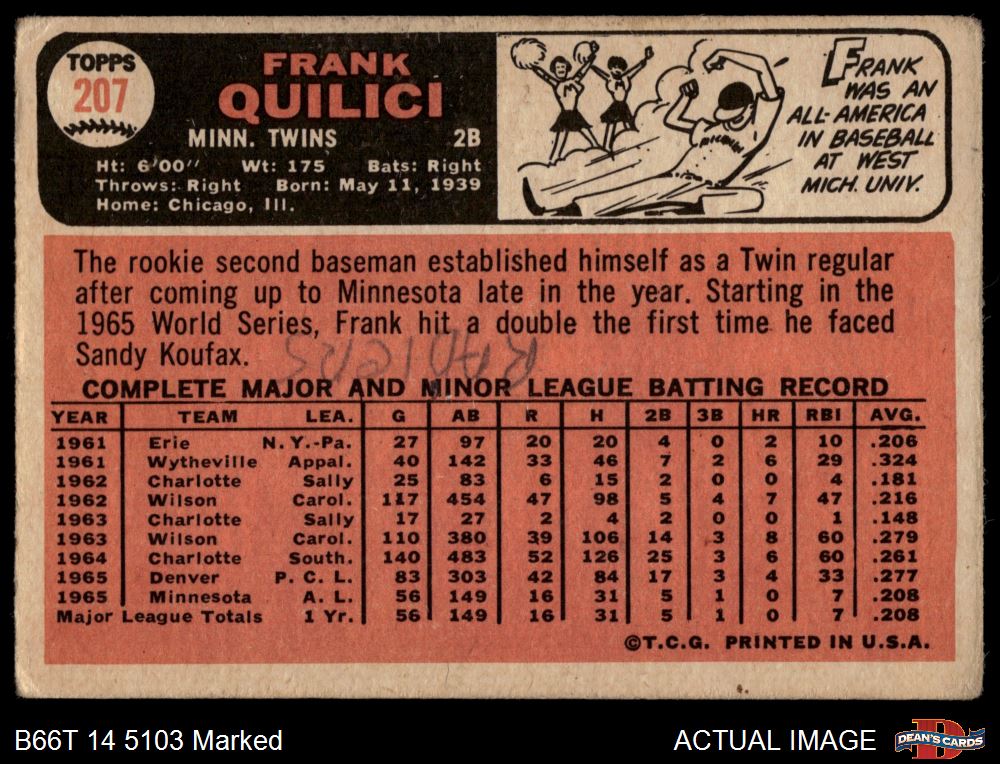 TOPPS
207
FRANK
QUILICI
MINN. TWINS 2B
Ht: 6'00" Wt: 175 Bats: Right
Throws: Right Born: May 11, 1939
Home: Chicago, Ill.
FRANK
WAS AN
ALL-AMERICA
IN BASEBALL
AT WEST
MICH. UNIV.
The rookie second baseman established himself as a Twin regular
after coming up to Minnesota late in the year. Starting in the
1965 World Series, Frank hit a double the first time he faced
Sandy Koufax.
COMPLETE MAJOR AND MINOR LEAGUE BATTING RECORD
YEAR TEAM LEA. G AB R H 2B 3B HR RBI AVG.
1961 Erie N.Y.-Pa. 27 97 20 20 4 0 2 10 .206
1961 Wytheville Appal. 40 142 33 46 7 2 6 29 .324
1962 Charlotte Sally 25 83 6 15 2 0 0 4 .181
1962 Wilson Carol. 117 454 47 98 5 4 7 47 .216
1963 Charlotte Sally 17 27 2 4 2 0 0 1 .148
1963 Wilson Carol. 110 380 39 106 14 3 8 60 .279
1964 Charlotte South. 140 483 52 126 25 3 6 60 .261
1965 Denver P. C. L. 83 303 42 84 17 3 4 33 .277
1965 Minnesota A. L. 56 149 16 31 5 1 0 7 .208
Major League Totals 1 Yr. 56 149 16 31 5 1 0 7 .208
©T.C.G. PRINTED IN U.S.A.
B66T 14 5103 Marked
ACTUAL IMAGE
DEAN'S CARDS